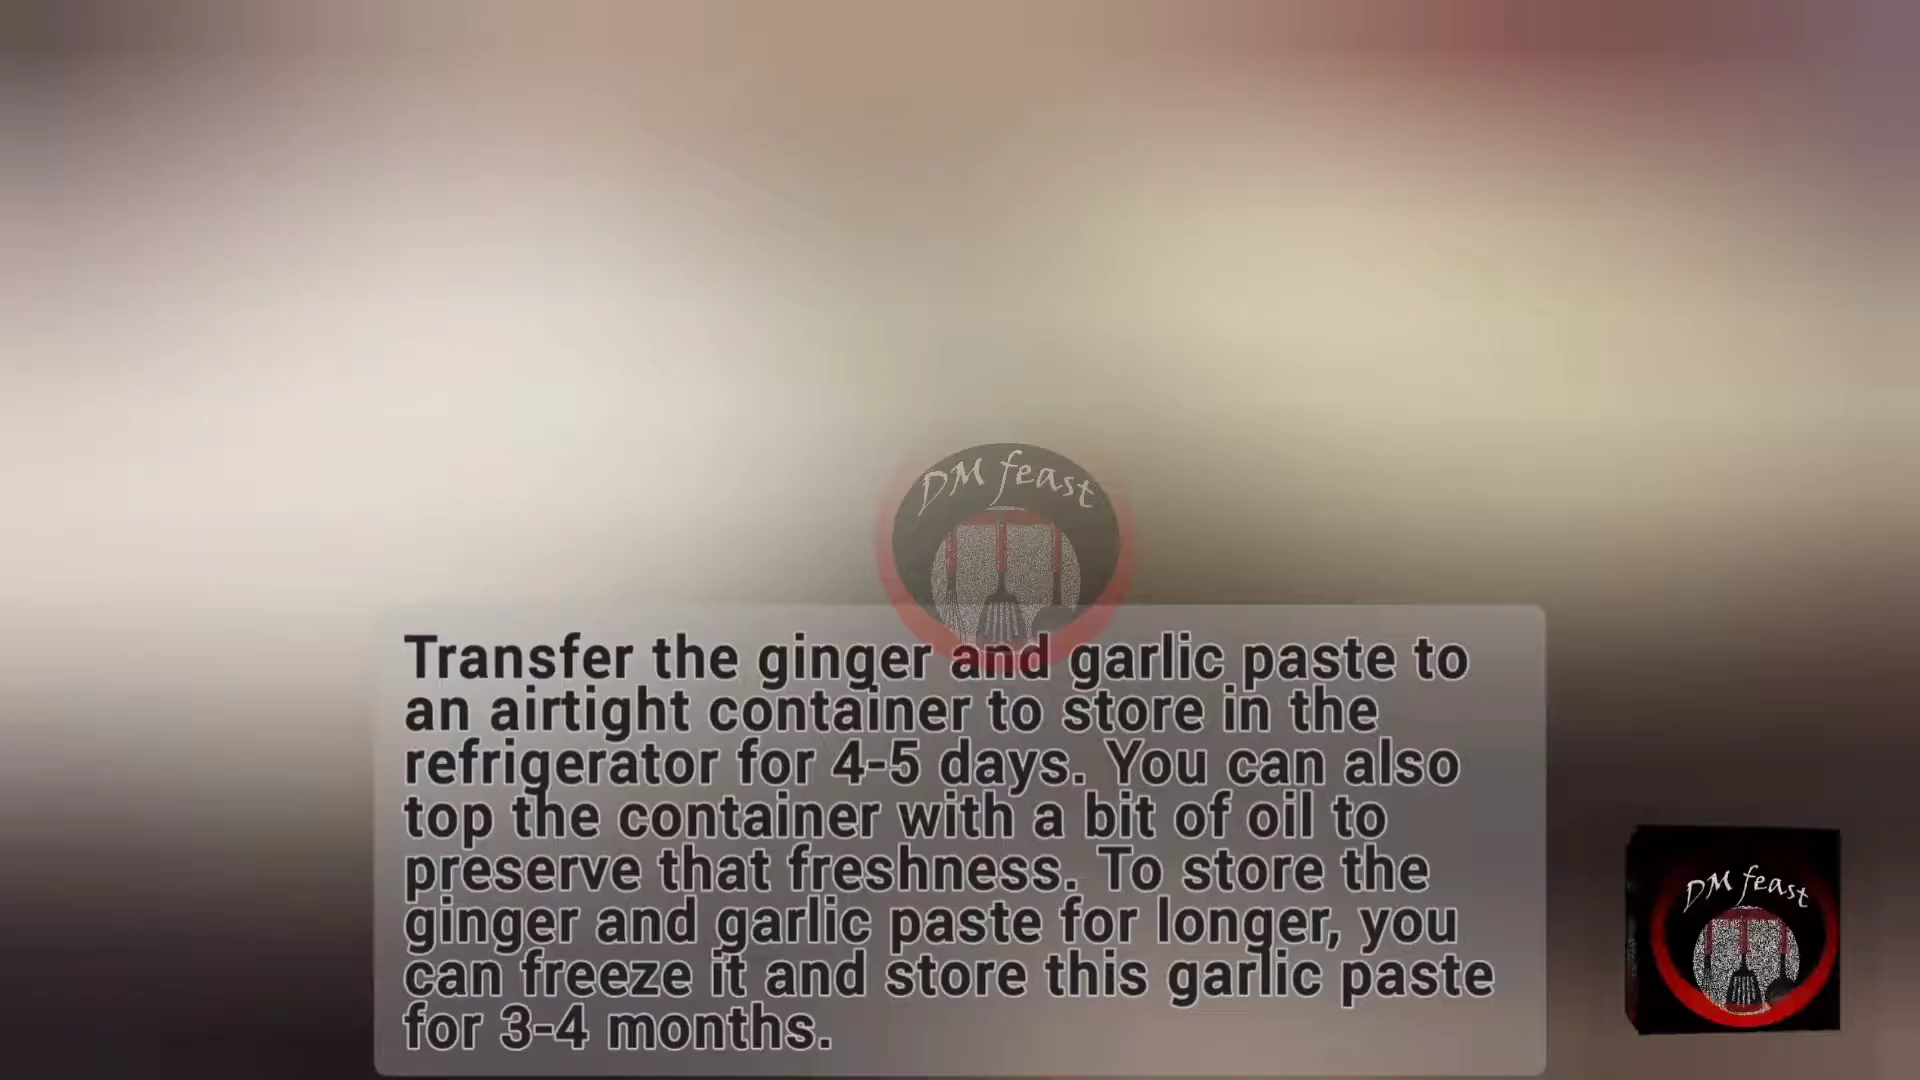 DM feast
Transfer the ginger and garlic paste to
an airtight container to store in the
refrigerator for 4-5 days. You can also
top the container with a bit of oil to
preserve that freshness. To store the
ginger and garlic paste for longer, you
can freeze it and store this garlic paste
for 3-4 months.
DM feast